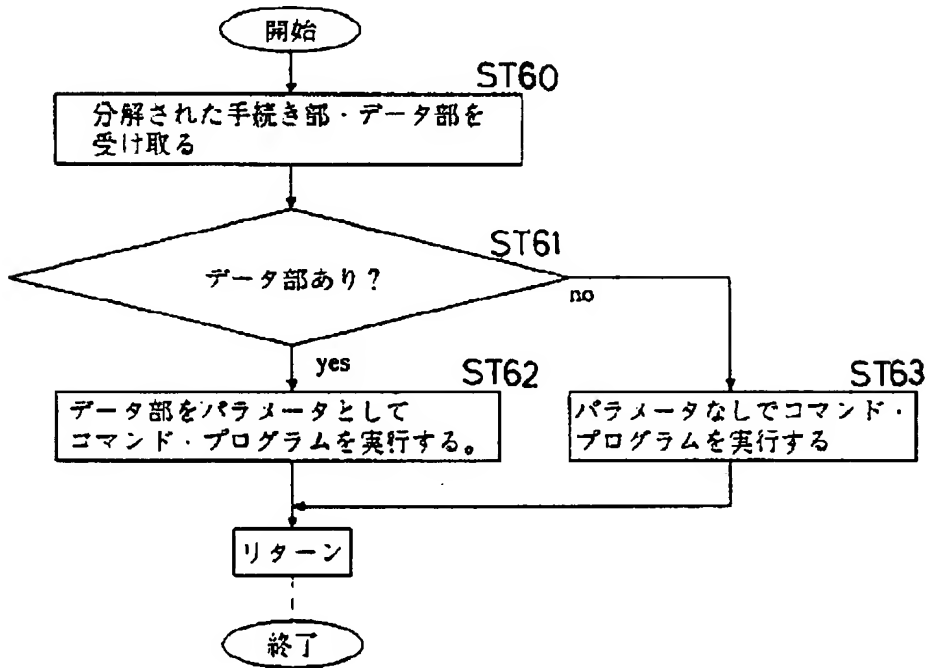 開始
ST60
分解された手続き部・データ部を
受け取る
ST61
データ部あり?
no
yes
ST62
データ部をパラメータとして
コマンド・プログラムを実行する。
ST63
パラメータなしでコマンド・
プログラムを実行する
リターン
終了